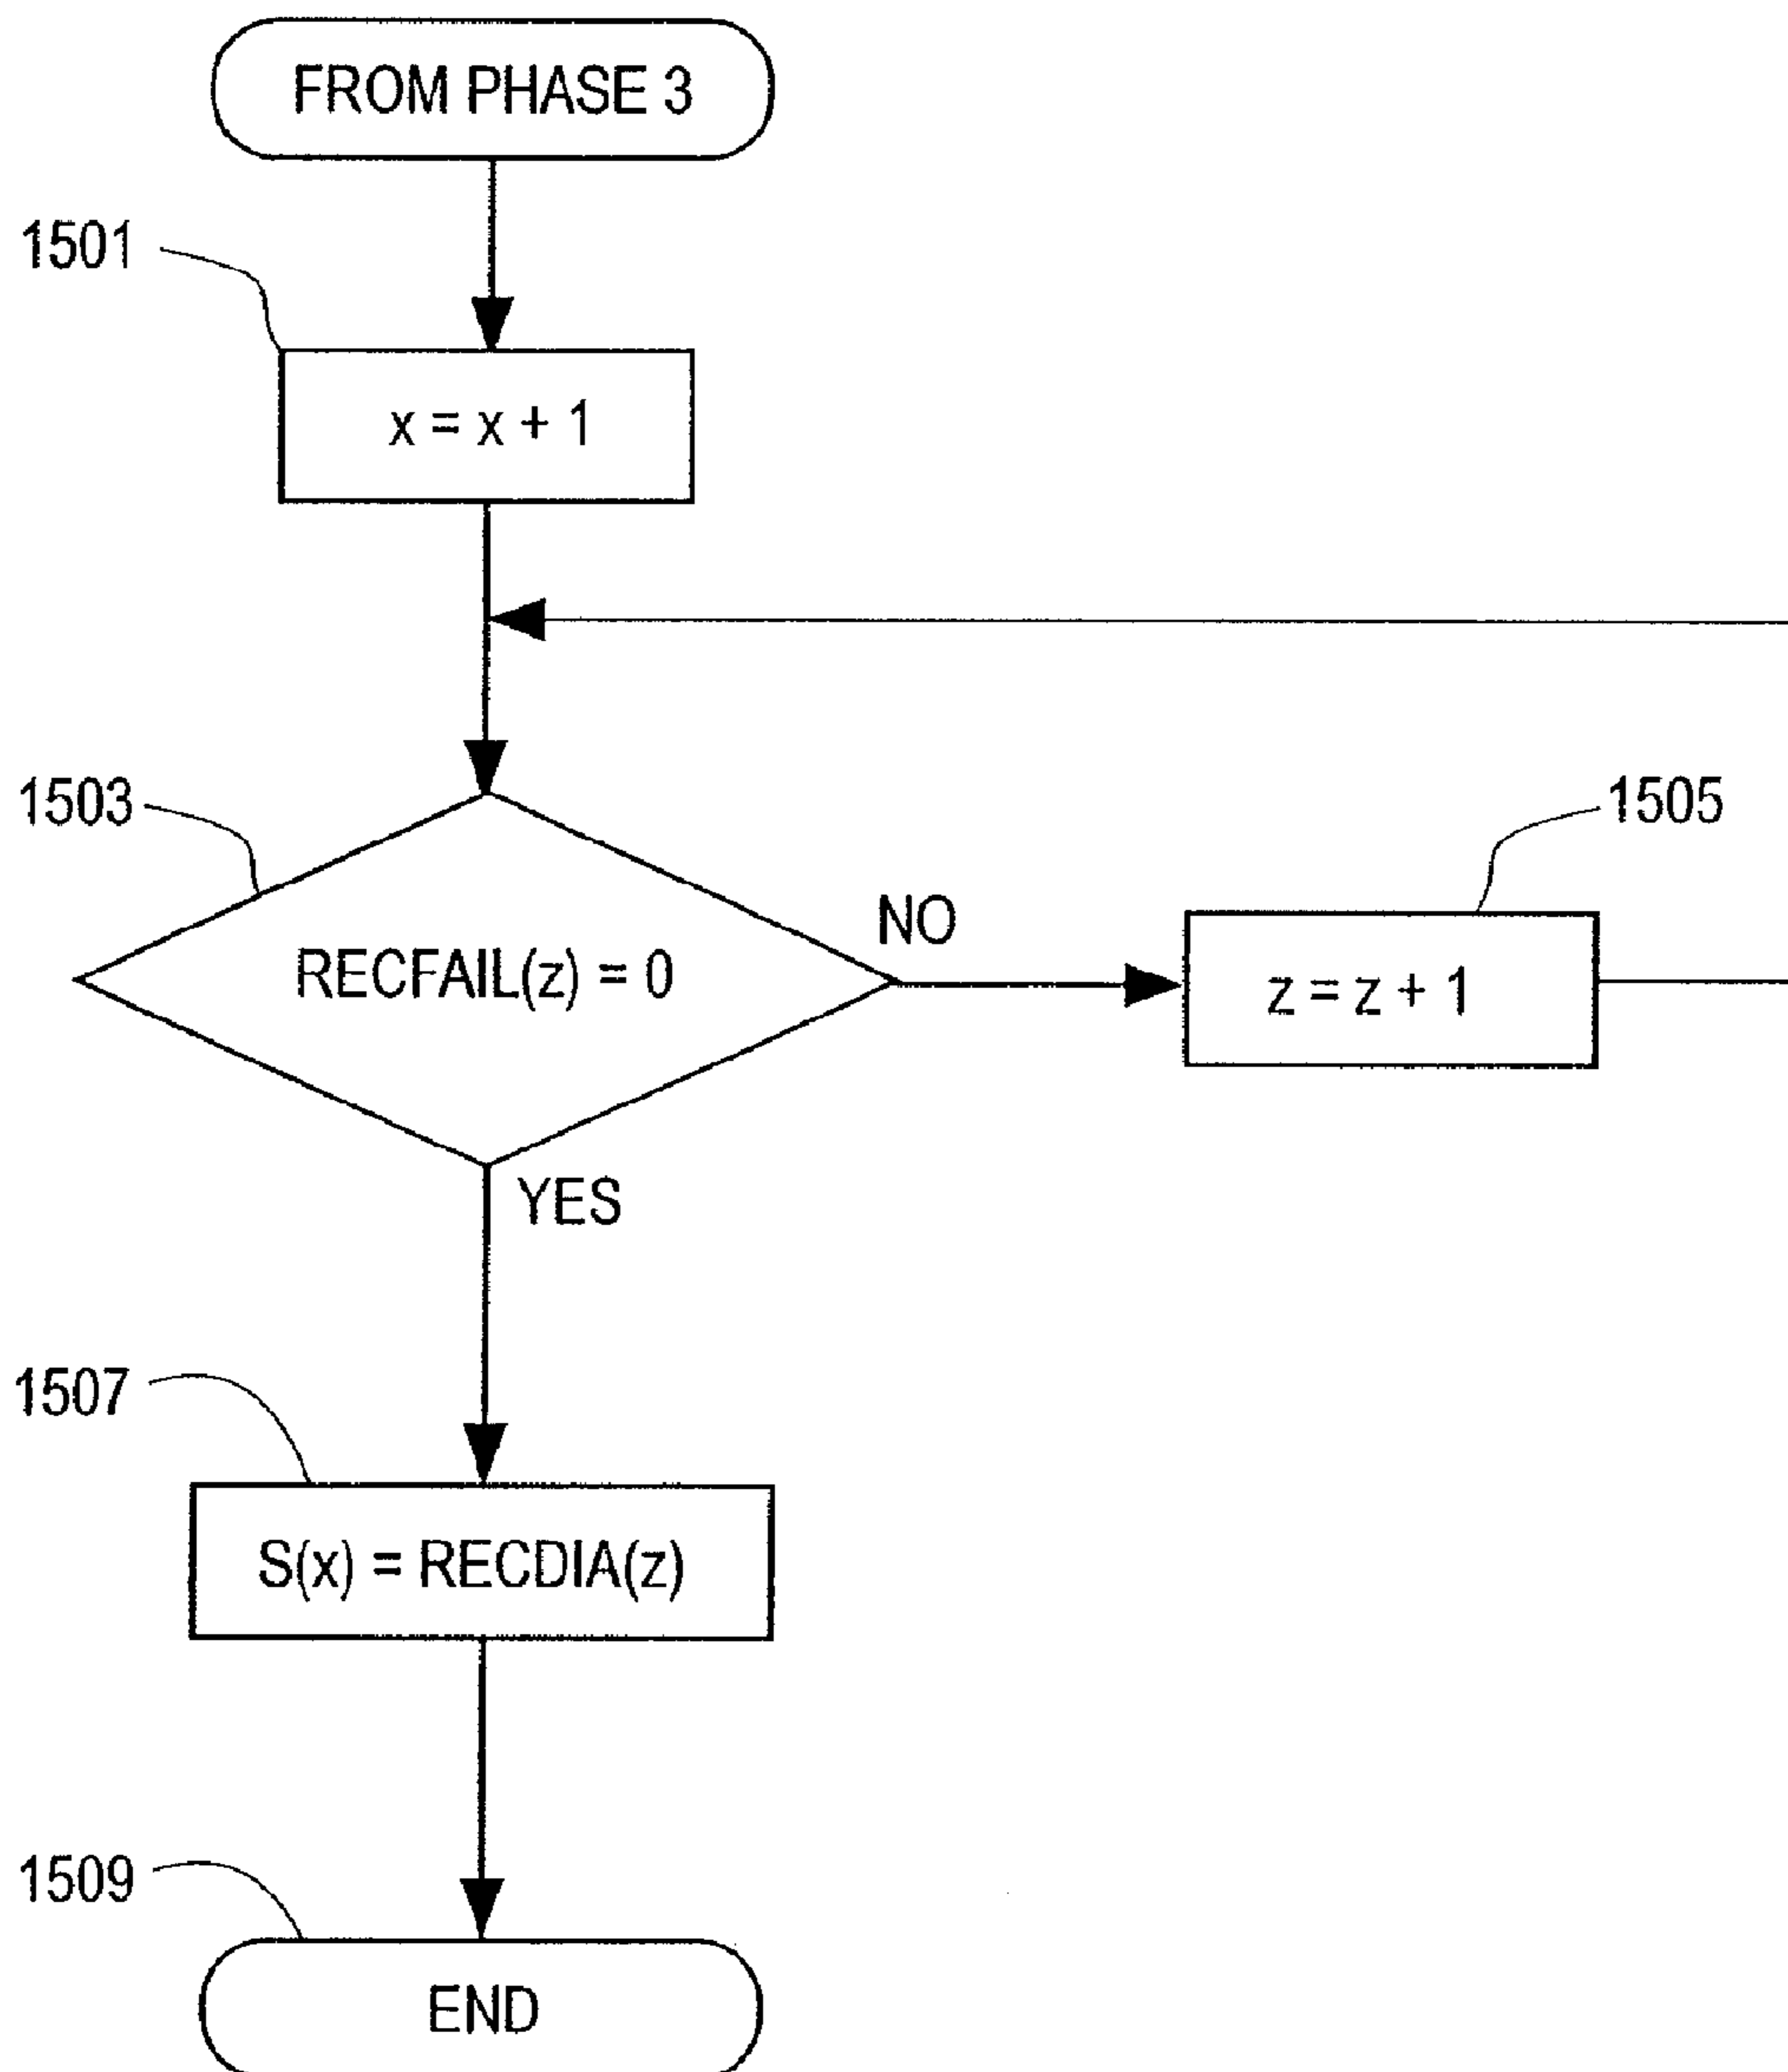 FROM PHASE 3
1501
x = x + 1
1503
1505
NO
RECFAIL(z) = 0
z = z + 1
YES
1507
S(x) = RECDIA(z)
1509
END